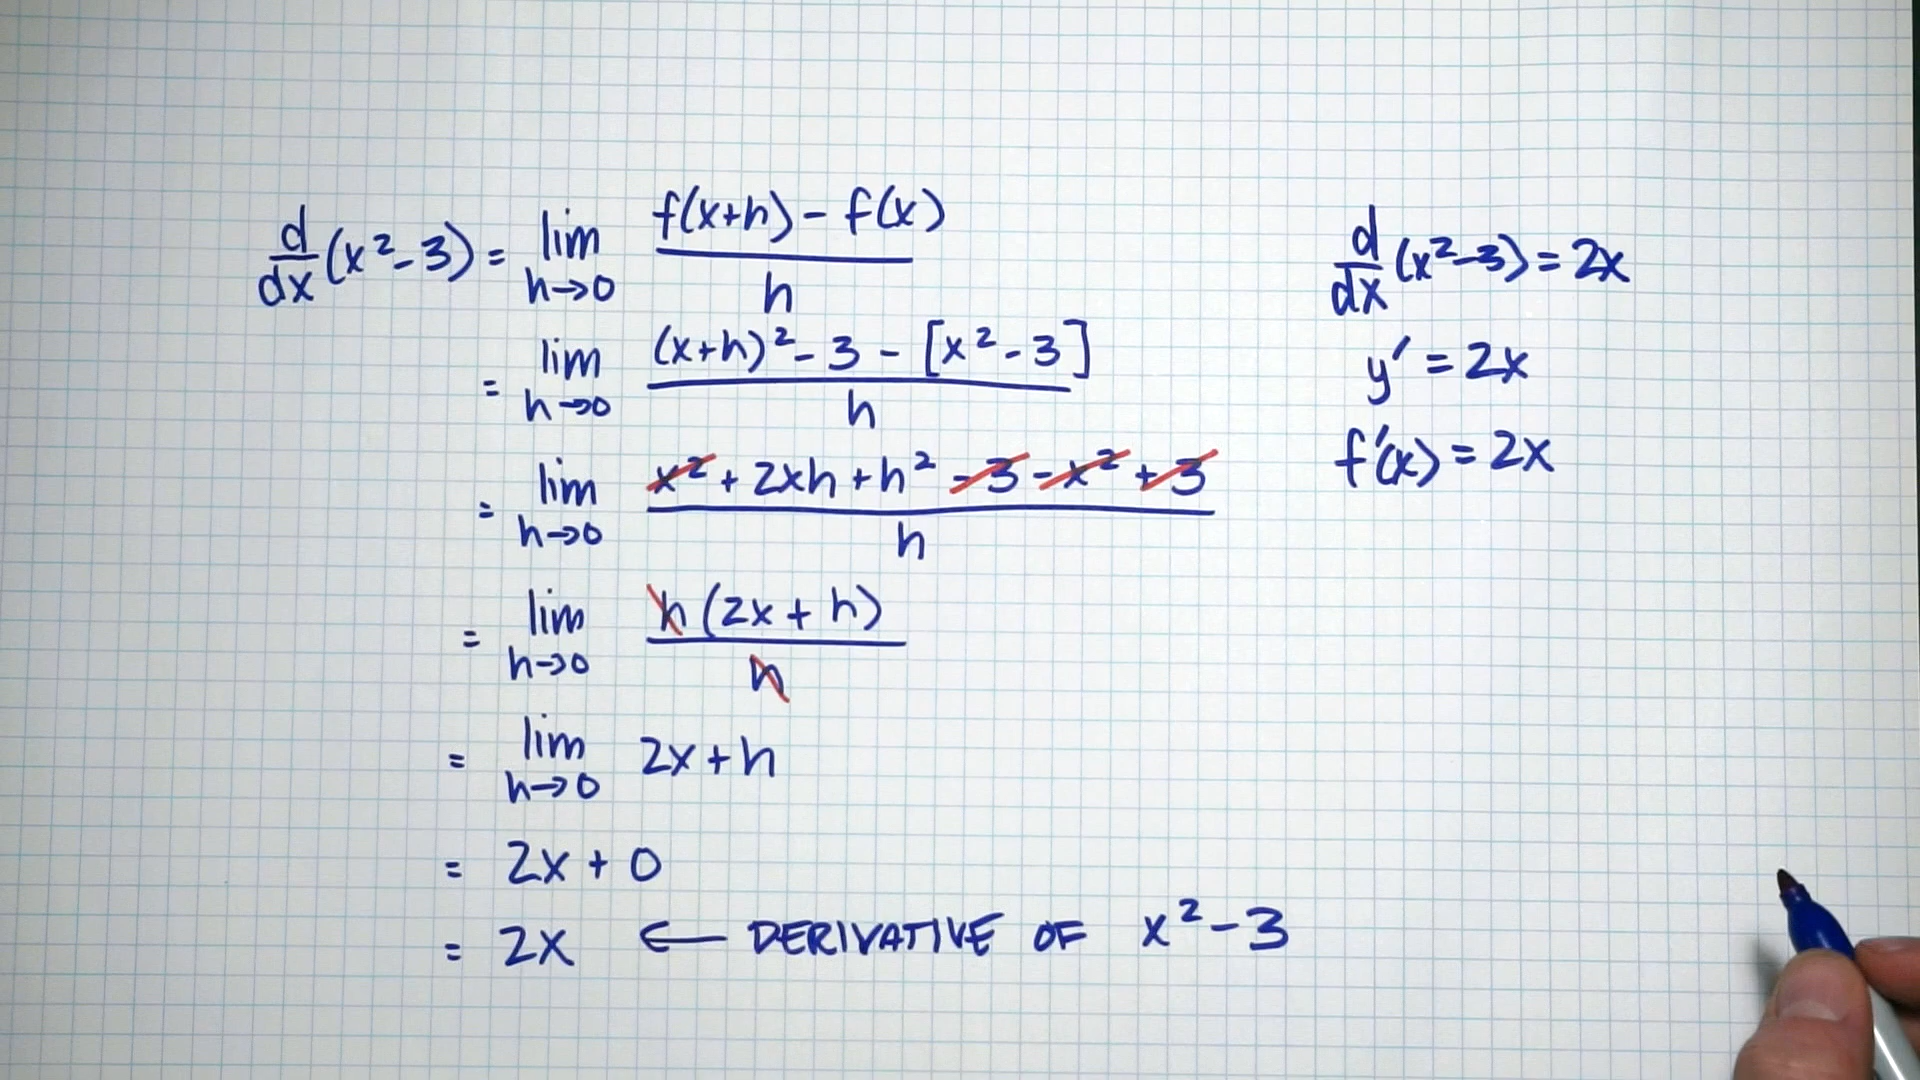 d/dx (x² - 3) = lim h→0 (f(x+h) - f(x)) / h
= lim h→0 ((x+h)² - 3 - [x² - 3]) / h
= lim h→0 (x² + 2xh + h² - 3 - x² + 3) / h
= lim h→0 h(2x + h) / h
= lim h→0 2x + h
= 2x + 0
= 2x ← DERIVATIVE OF x² - 3
d/dx (x² - 3) = 2x
y' = 2x
f'(x) = 2x